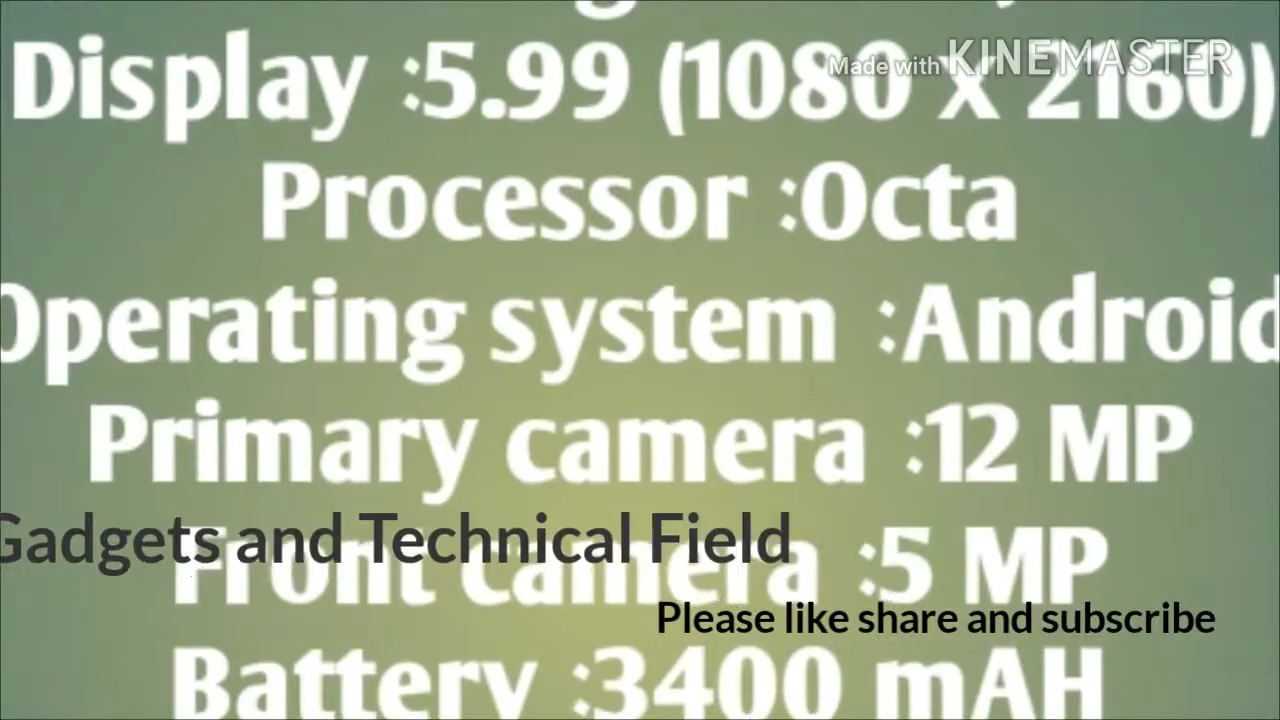 Display :5.99 (1080 x 2160)
Made with KINEMASTER
Processor :Octa
Operating system :Android
Primary camera :12 MP
Gadgets and Technical Field
Front camera :5 MP
Please like share and subscribe
Battery :3400 mAH